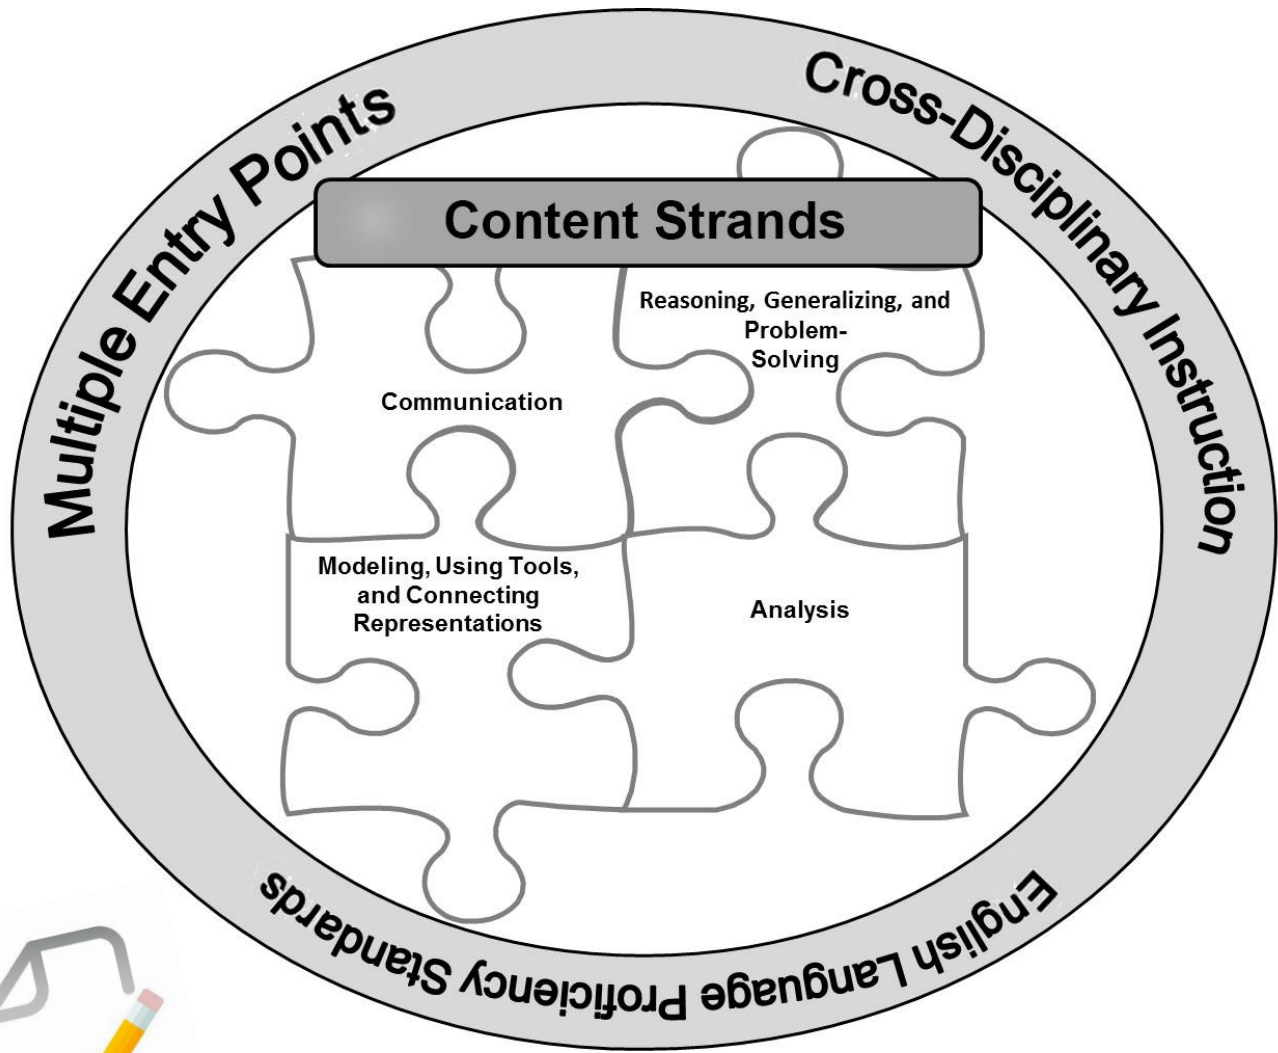 Multiple Entry Points
Cross-Disciplinary Instruction
Content Strands
Reasoning, Generalizing, and
Problem-
Solving
Communication
Modeling, Using Tools,
and Connecting
Representations
Analysis
English Language Proficiency Standards